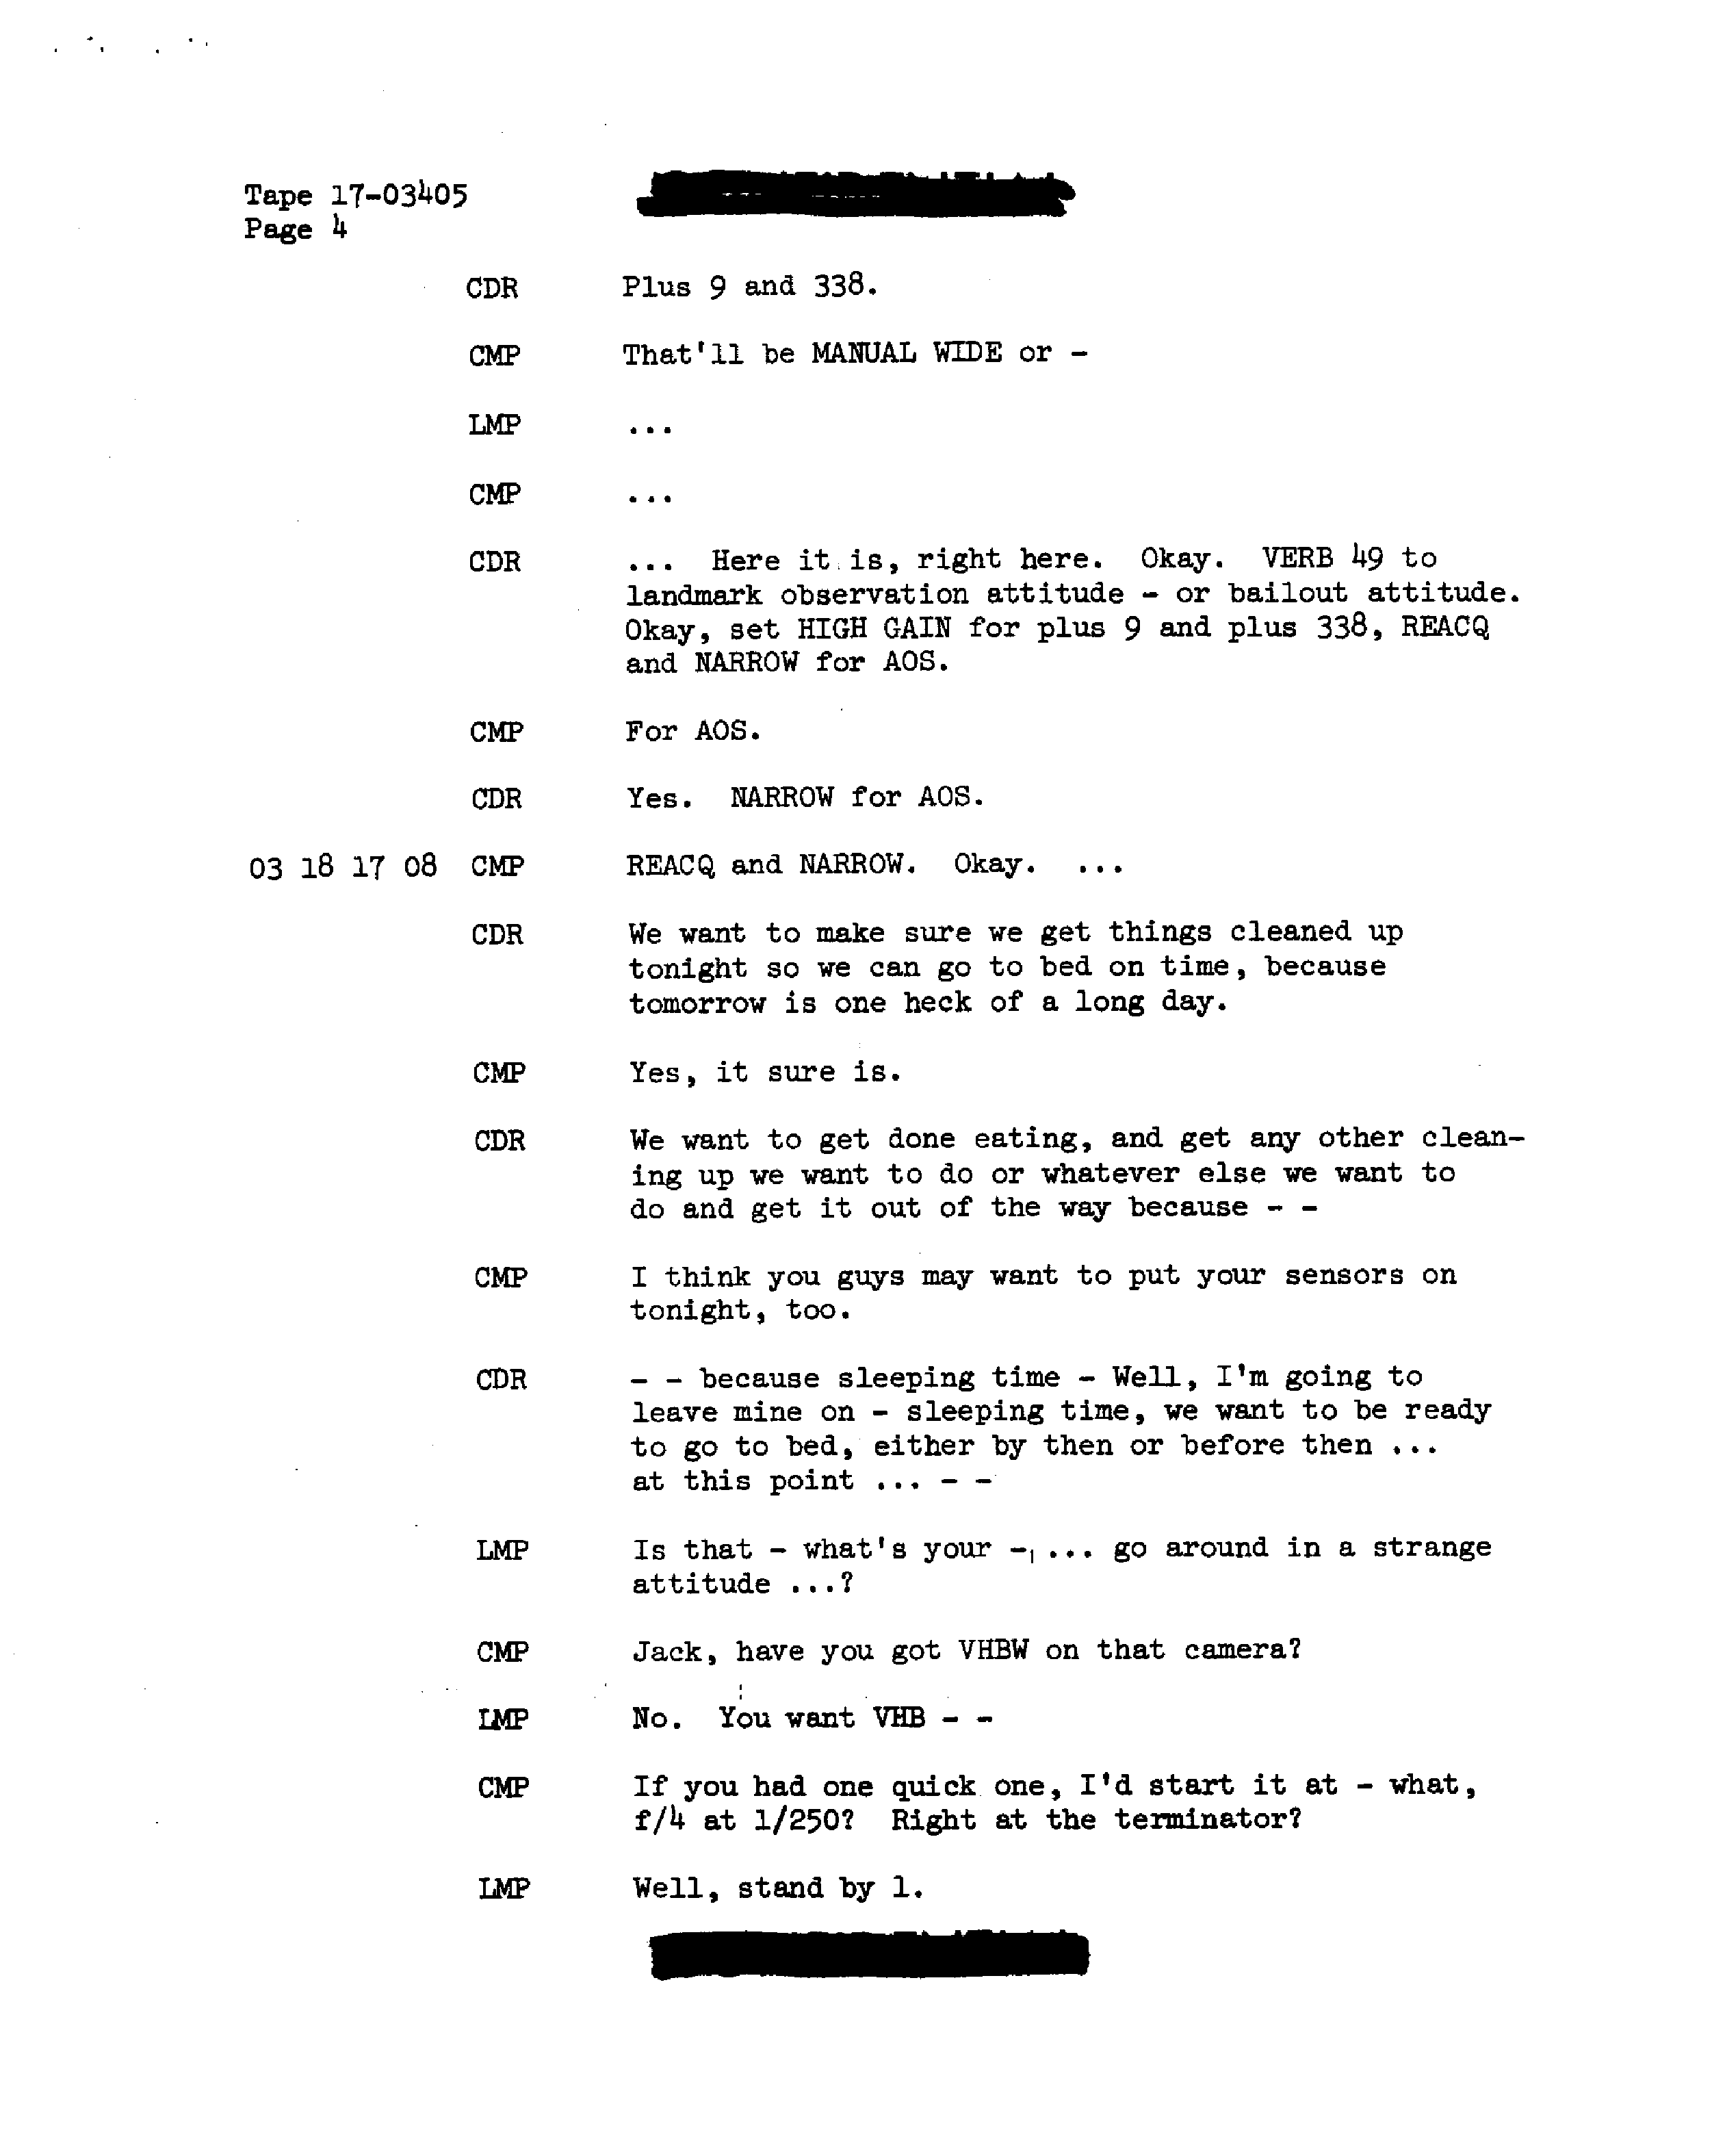 Tape 17-03405
Page 4
CDR Plus 9 and 338.
CMP That'll be MANUAL WIDE or -
LMP ...
CMP ...
CDR ... Here it is, right here. Okay. VERB 49 to
landmark observation attitude - or bailout attitude.
Okay, set HIGH GAIN for plus 9 and plus 338, REACQ
and NARROW for AOS.
CMP For AOS.
CDR Yes. NARROW for AOS.
03 18 17 08 CMP REACQ and NARROW. Okay. ...
CDR We want to make sure we get things cleaned up
tonight so we can go to bed on time, because
tomorrow is one heck of a long day.
CMP Yes, it sure is.
CDR We want to get done eating, and get any other clean-
ing up we want to do or whatever else we want to
do and get it out of the way because - -
CMP I think you guys may want to put your sensors on
tonight, too.
CDR - - because sleeping time - Well, I'm going to
leave mine on - sleeping time, we want to be ready
to go to bed, either by then or before then ...
at this point ... - -
LMP Is that - what's your - ... go around in a strange
attitude ...?
CMP Jack, have you got VHBW on that camera?
LMP No. You want VHB - -
CMP If you had one quick one, I'd start it at - what,
f/4 at 1/250? Right at the terminator?
LMP Well, stand by 1.